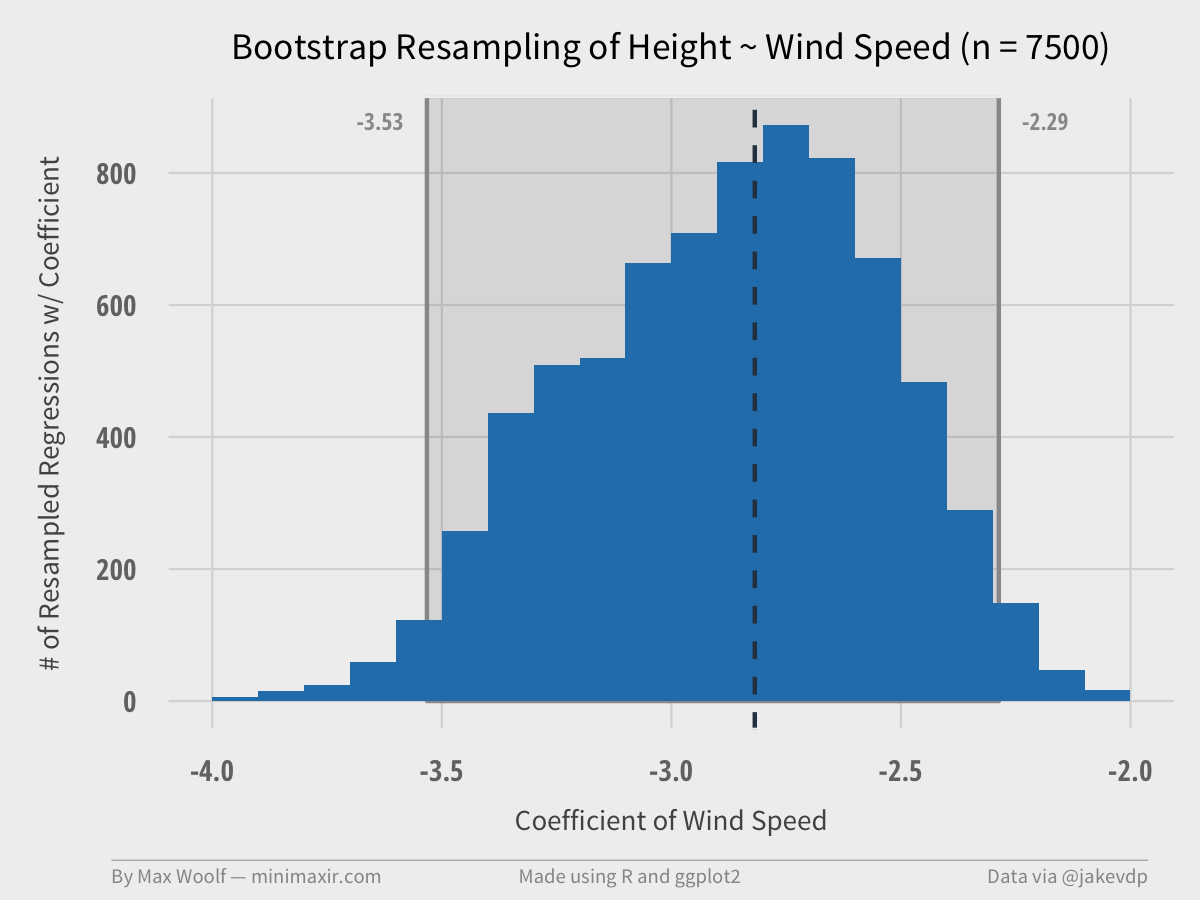 Bootstrap Resampling of Height ~ Wind Speed (n = 7500)
-3.53
-2.29
# of Resampled Regressions w/ Coefficient
800
600
400
200
0
-4.0
-3.5
-3.0
-2.5
-2.0
Coefficient of Wind Speed
By Max Woolf — minimaxir.com
Made using R and ggplot2
Data via @jakevdp